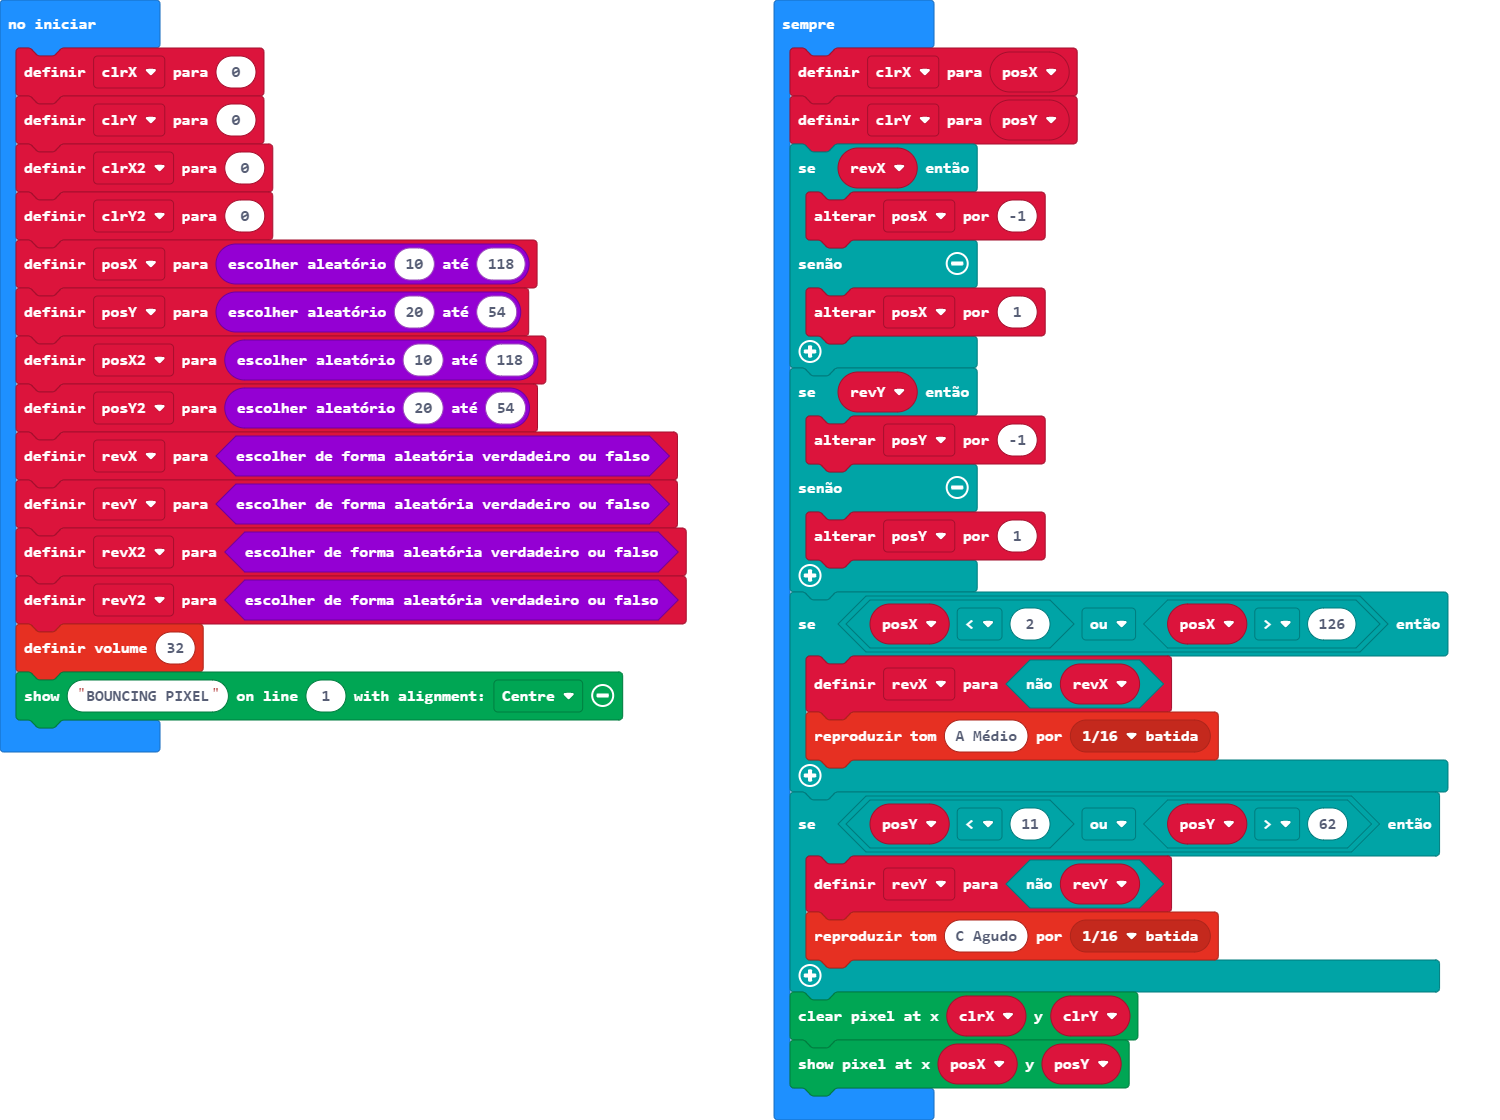 no iniciar
definir clrX para 0
definir clrY para 0
definir clrX2 para 0
definir clrY2 para 0
definir posX para escolher aleatório 10 até 118
definir posY para escolher aleatório 20 até 54
definir posX2 para escolher aleatório 10 até 118
definir posY2 para escolher aleatório 20 até 54
definir revX para escolher de forma aleatória verdadeiro ou falso
definir revY para escolher de forma aleatória verdadeiro ou falso
definir revX2 para escolher de forma aleatória verdadeiro ou falso
definir revY2 para escolher de forma aleatória verdadeiro ou falso
definir volume 32
show "BOUNCING PIXEL" on line 1 with alignment: Centre
sempre
definir clrX para posX
definir clrY para posY
se revX então
alterar posX por -1
senão
alterar posX por 1
se revY então
alterar posY por -1
senão
alterar posY por 1
se posX < 2 ou posX > 126 então
definir revX para não revX
reproduzir tom A Médio por 1/16 batida
se posY < 11 ou posY > 62 então
definir revY para não revY
reproduzir tom C Agudo por 1/16 batida
clear pixel at x clrX y clrY
show pixel at x posX y posY